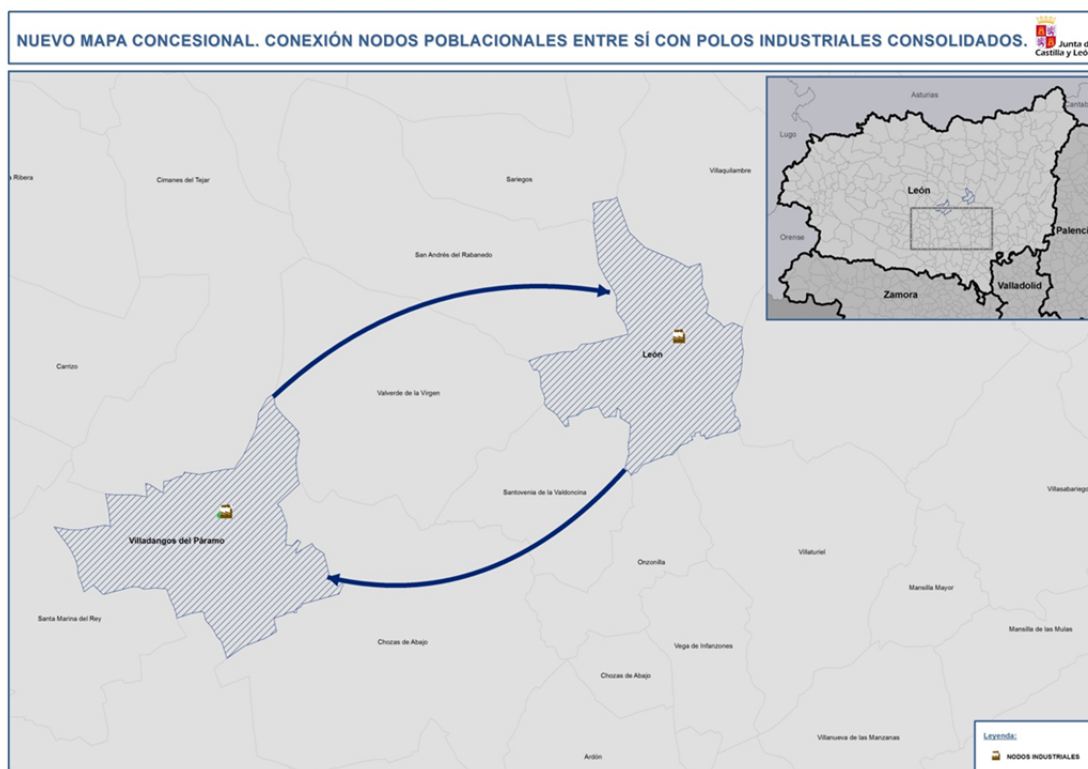 NUEVO MAPA CONCESIONAL. CONEXIÓN NODOS POBLACIONALES ENTRE SÍ CON POLOS INDUSTRIALES CONSOLIDADOS.
Junta d
Castilla y Leó
Asturias
Cantab
Lugo
León
Orense
Palenci
Valladolid
Zamora
a Ribera
Cimanes del Tejar
Sariegos
Villaquilambre
San Andrés del Rabanedo
León
Carrizo
Valverde de la Virgen
Santovenia de la Valdoncina
Villasabariego
Villadangos del Páramo
Onzonilla
Villaturiel
Mansilla Mayor
Santa Marina del Rey
Mansilla de las Mulas
Chozas de Abajo
Vega de Infanzones
Chozas de Abajo
Villanueva de las Manzanas
Ardón
Leyenda:
NODOS INDUSTRIALES